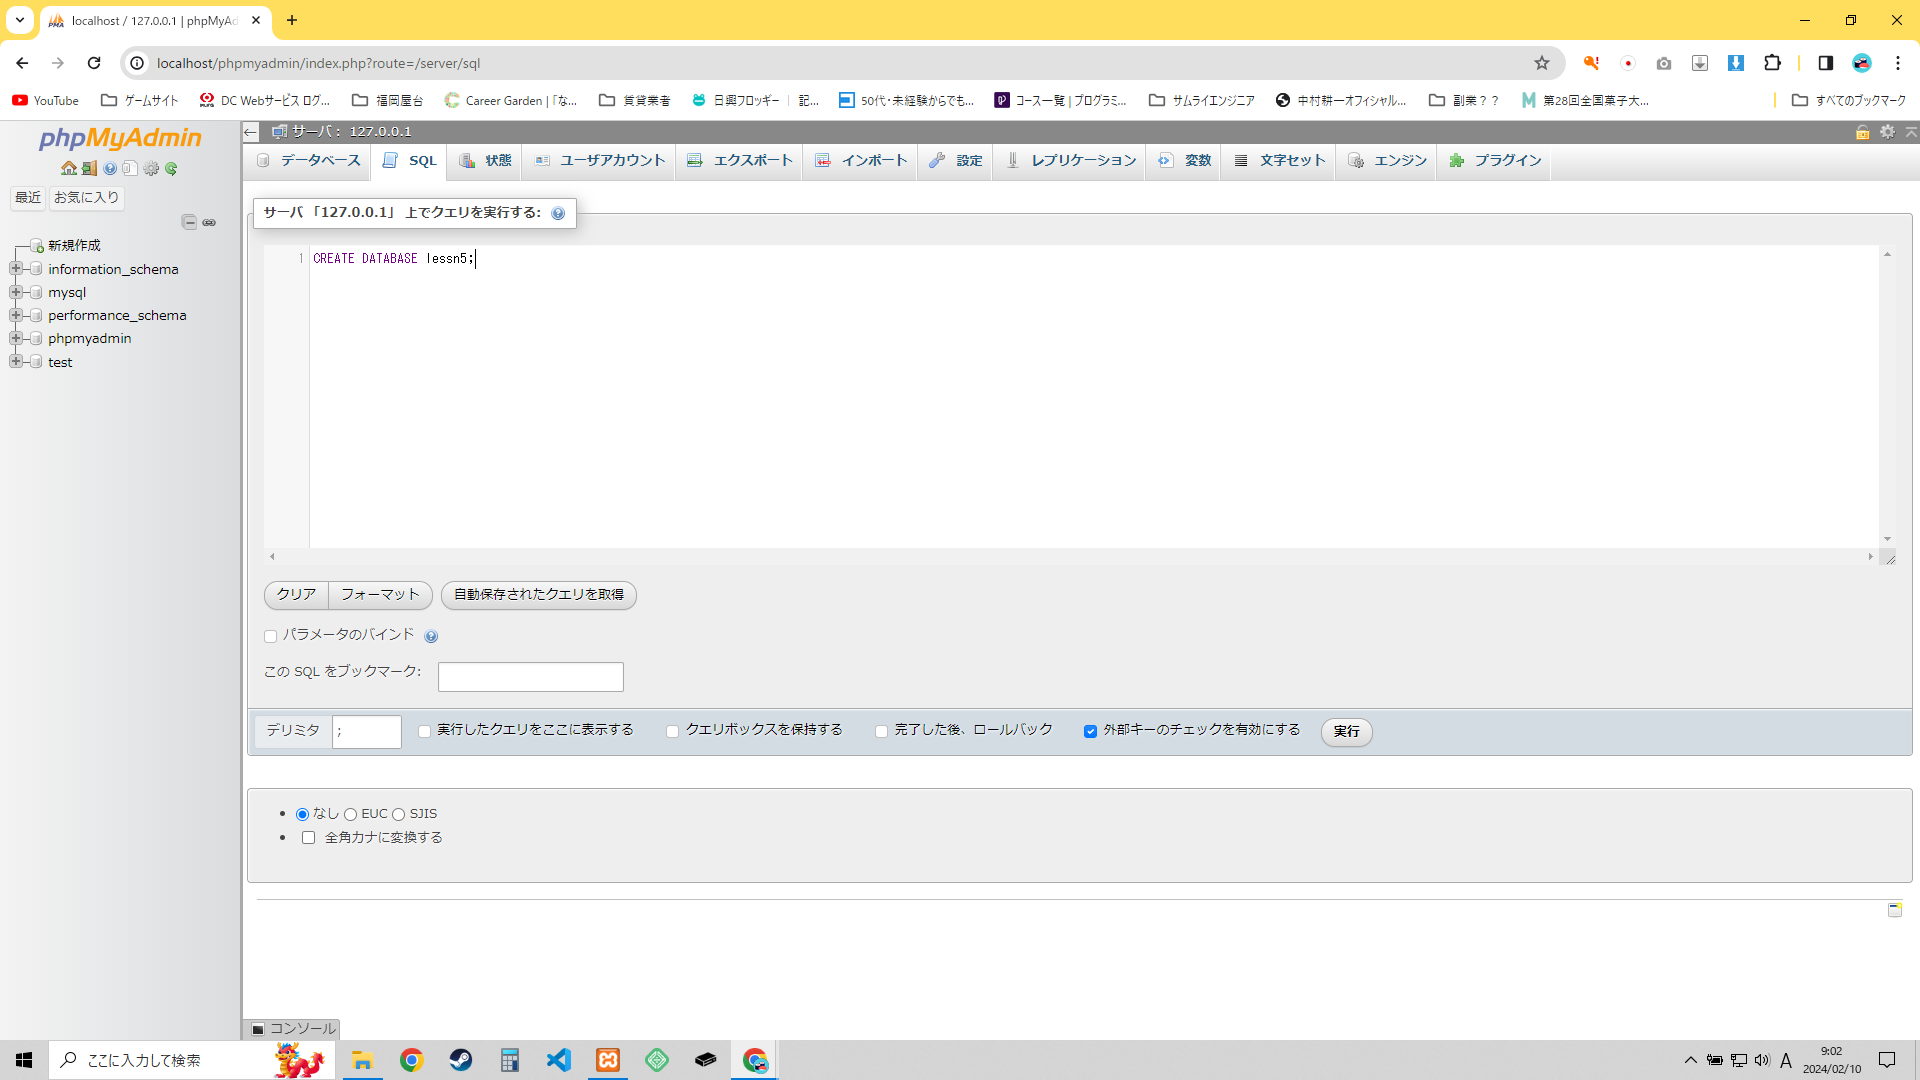 localhost / 127.0.0.1 | phpMyAd
localhost/phpmyadmin/index.php?route=/server/sql
YouTube
ゲームサイト
DC Webサービス ログ...
福岡屋台
Career Garden | 「な...
賃貸業者
日興フロッギー | 記...
50代・未経験からでも...
コース一覧 | プログラミ...
サムライエンジニア
中村耕一オフィシャル...
副業？？
第28回全国菓子大...
すべてのブックマーク
phpMyAdmin
最近 お気に入り
新規作成
information_schema
mysql
performance_schema
phpmyadmin
test
サーバ： 127.0.0.1
データベース
SQL
状態
ユーザアカウント
エクスポート
インポート
設定
レプリケーション
変数
文字セット
エンジン
プラグイン
サーバ 「127.0.0.1」 上でクエリを実行する:
1 CREATE DATABASE lessn5;
クリア フォーマット 自動保存されたクエリを取得
パラメータのバインド
この SQL をブックマーク:
デリミタ ; 実行したクエリをここに表示する クエリボックスを保持する 完了した後、ロールバック 外部キーのチェックを有効にする 実行
なし EUC SJIS
全角カナに変換する
コンソール
ここに入力して検索
A
9:02
2024/02/10